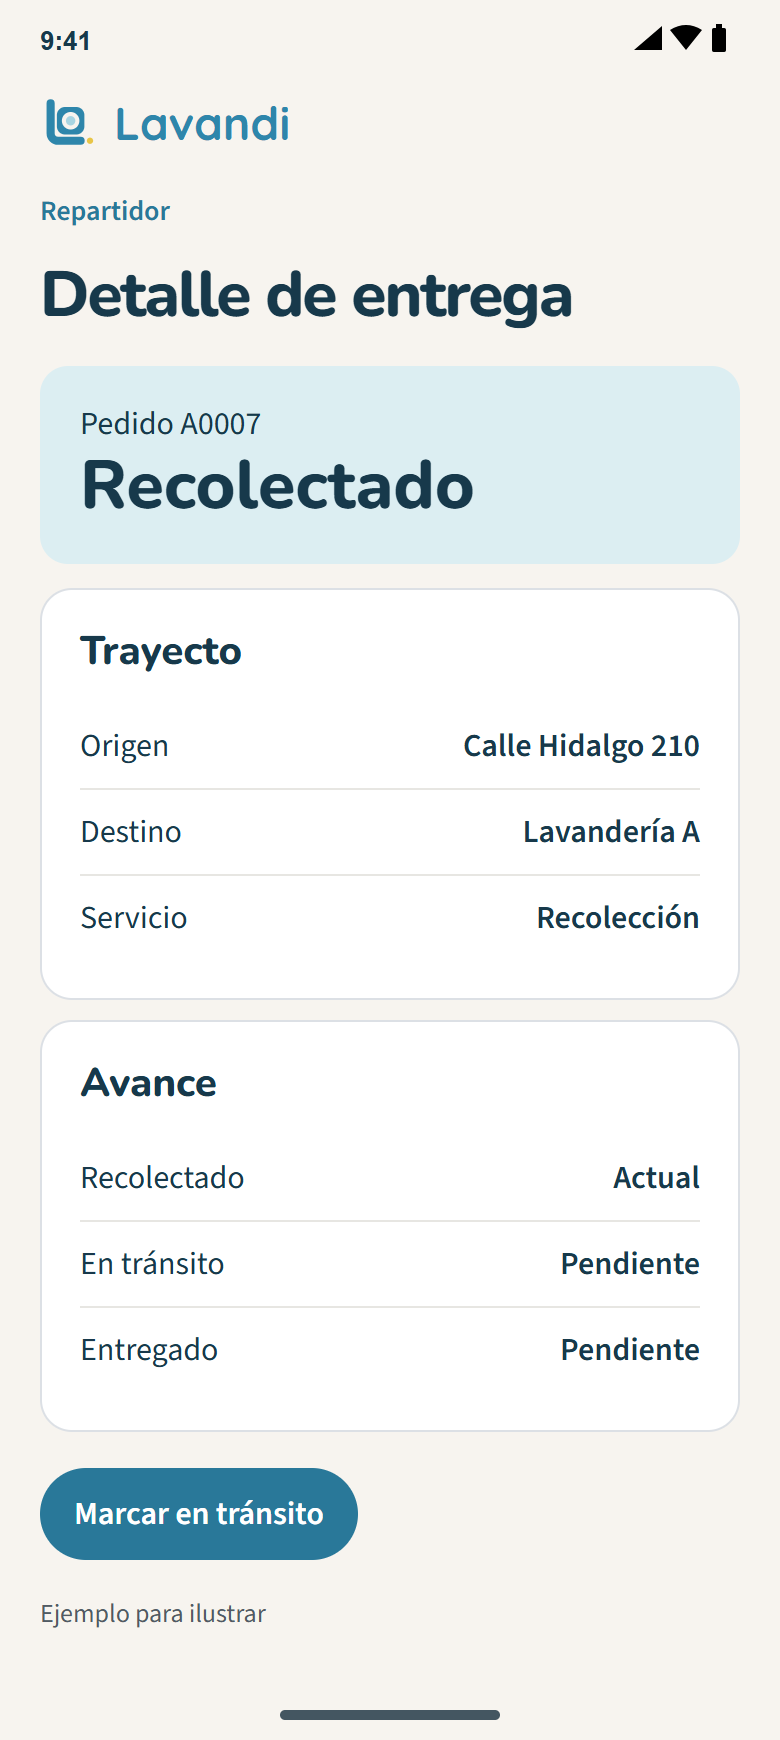 9:41
Lavandi
Repartidor
Detalle de entrega
Pedido A0007
Recolectado
Trayecto
Origen Calle Hidalgo 210
Destino Lavandería A
Servicio Recolección
Avance
Recolectado Actual
En tránsito Pendiente
Entregado Pendiente
Marcar en tránsito
Ejemplo para ilustrar